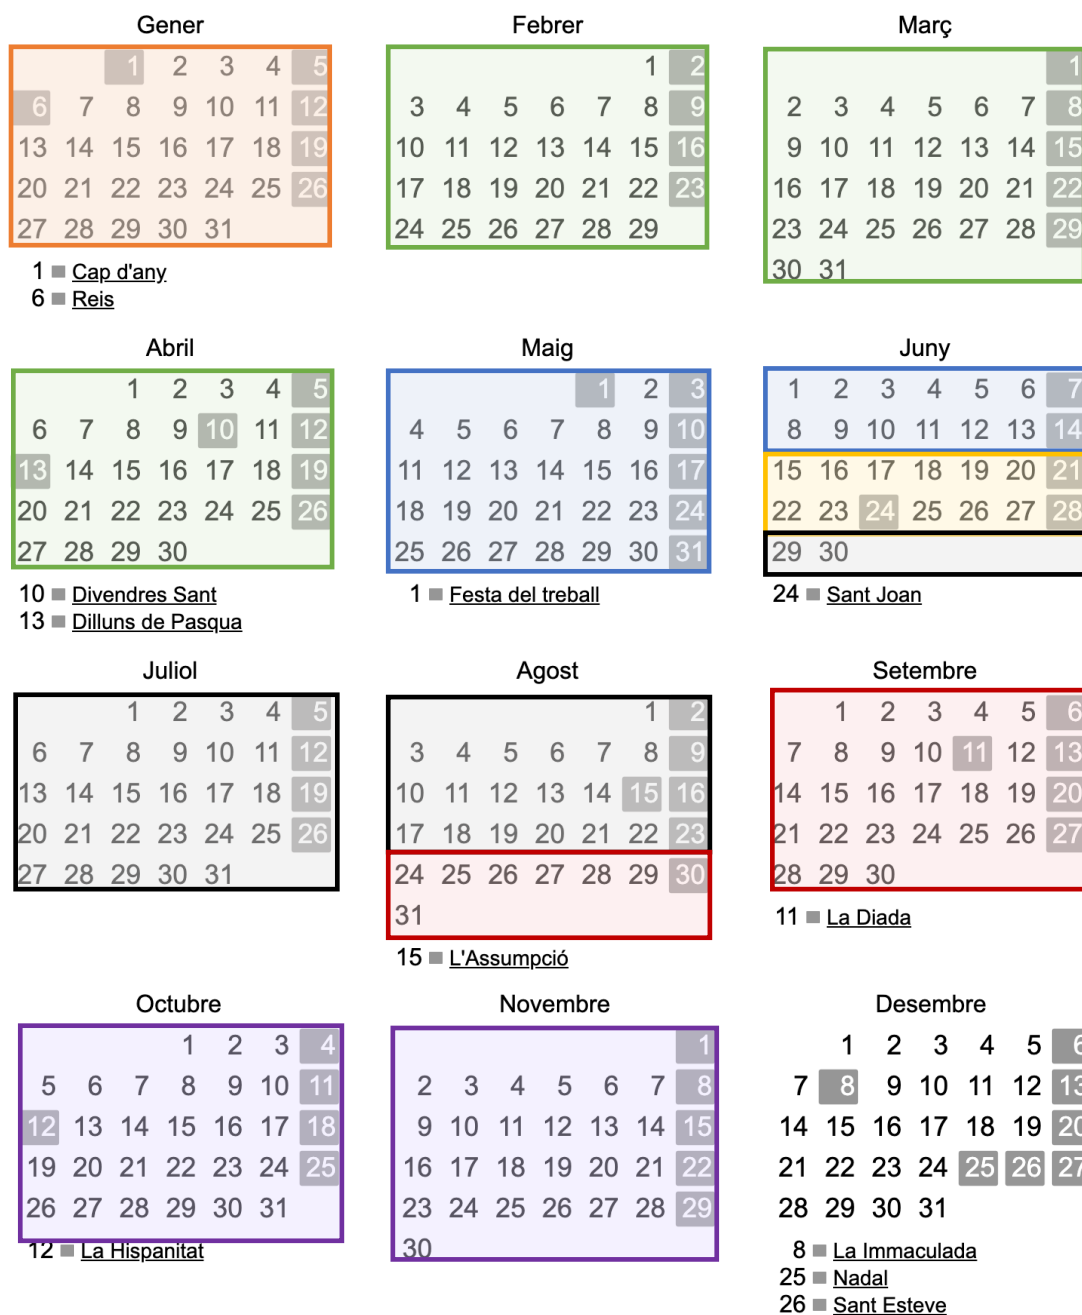 Gener
1 2 3 4 5
6 7 8 9 10 11 12
13 14 15 16 17 18 19
20 21 22 23 24 25 26
27 28 29 30 31
1 Cap d'any
6 Reis
Febrer
1 2
3 4 5 6 7 8 9
10 11 12 13 14 15 16
17 18 19 20 21 22 23
24 25 26 27 28 29
Març
1
2 3 4 5 6 7 8
9 10 11 12 13 14 15
16 17 18 19 20 21 22
23 24 25 26 27 28 29
30 31
Abril
1 2 3 4 5
6 7 8 9 10 11 12
13 14 15 16 17 18 19
20 21 22 23 24 25 26
27 28 29 30
10 Divendres Sant
13 Dilluns de Pasqua
Maig
1 2 3
4 5 6 7 8 9 10
11 12 13 14 15 16 17
18 19 20 21 22 23 24
25 26 27 28 29 30 31
1 Festa del treball
Juny
1 2 3 4 5 6 7
8 9 10 11 12 13 14
15 16 17 18 19 20 21
22 23 24 25 26 27 28
29 30
24 Sant Joan
Juliol
1 2 3 4 5
6 7 8 9 10 11 12
13 14 15 16 17 18 19
20 21 22 23 24 25 26
27 28 29 30 31
Agost
1 2
3 4 5 6 7 8 9
10 11 12 13 14 15 16
17 18 19 20 21 22 23
24 25 26 27 28 29 30
31
15 L'Assumpció
Setembre
1 2 3 4 5 6
7 8 9 10 11 12 13
14 15 16 17 18 19 20
21 22 23 24 25 26 27
28 29 30
11 La Diada
Octubre
1 2 3 4
5 6 7 8 9 10 11
12 13 14 15 16 17 18
19 20 21 22 23 24 25
26 27 28 29 30 31
12 La Hispanitat
Novembre
1
2 3 4 5 6 7 8
9 10 11 12 13 14 15
16 17 18 19 20 21 22
23 24 25 26 27 28 29
30
Desembre
1 2 3 4 5 6
7 8 9 10 11 12 13
14 15 16 17 18 19 20
21 22 23 24 25 26 27
28 29 30 31
8 La Immaculada
25 Nadal
26 Sant Esteve